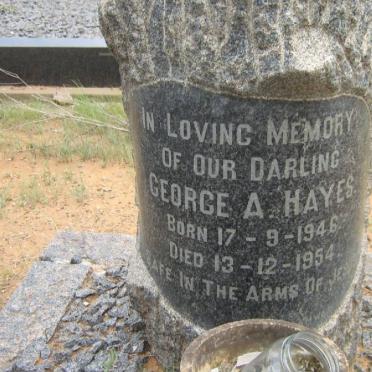 IN LOVING MEMORY
OF OUR DARLING
GEORGE A. HAYES
BORN 17-9-1946
DIED 13-12-1954
SAFE IN THE ARMS OF